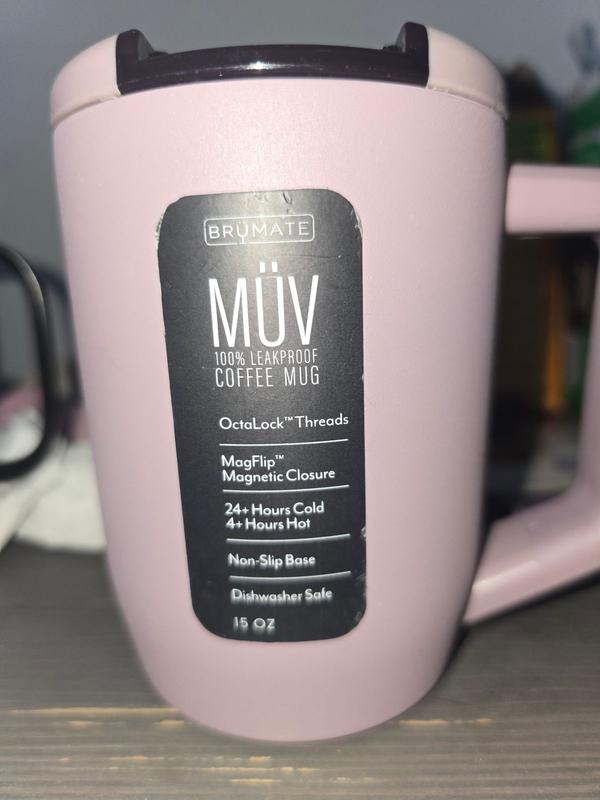 BRÜMATE
MÜV
100% LEAKPROOF
COFFEE MUG
OctaLock™ Threads
MagFlip™
Magnetic Closure
24+ Hours Cold
4+ Hours Hot
Non-Slip Base
Dishwasher Safe
15 OZ